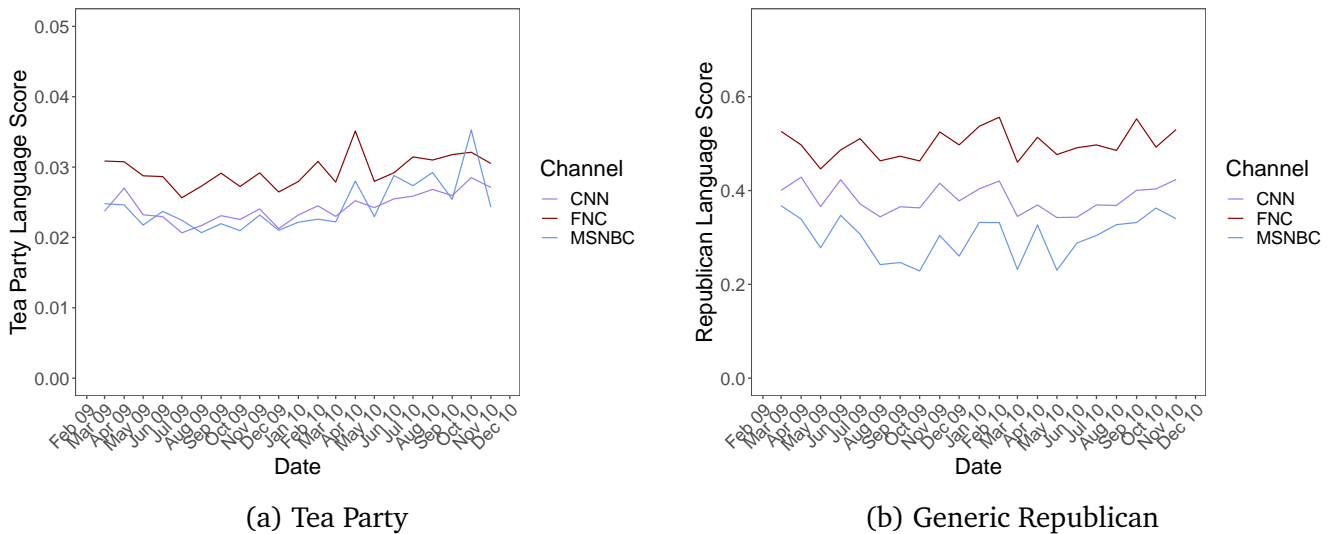 Tea Party Language Score
0.05
0.04
0.03
0.02
0.01
0.00
Feb 09
Mar 09
Apr 09
May 09
Jun 09
Jul 09
Aug 09
Sep 09
Oct 09
Nov 09
Dec 09
Jan 10
Feb 10
Mar 10
Apr 10
May 10
Jun 10
Jul 10
Aug 10
Sep 10
Oct 10
Nov 10
Dec 10
Date
Channel
CNN
FNC
MSNBC
(a) Tea Party
Republican Language Score
0.6
0.4
0.2
0.0
Feb 09
Mar 09
Apr 09
May 09
Jun 09
Jul 09
Aug 09
Sep 09
Oct 09
Nov 09
Dec 09
Jan 10
Feb 10
Mar 10
Apr 10
May 10
Jun 10
Jul 10
Aug 10
Sep 10
Oct 10
Nov 10
Dec 10
Date
Channel
CNN
FNC
MSNBC
(b) Generic Republican